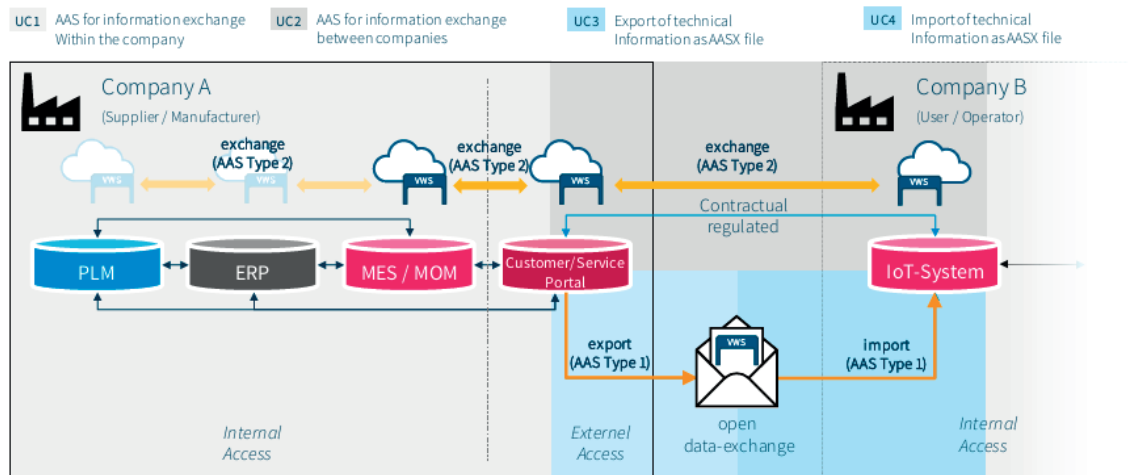 UC1 AAS for information exchange
Within the company
UC2 AAS for information exchange
between companies
UC3 Export of technical
Information as AASX file
UC4 Import of technical
Information as AASX file
Company A
(Supplier / Manufacturer)
Company B
(User / Operator)
exchange
(AAS Type 2)
exchange
(AAS Type 2)
exchange
(AAS Type 2)
VWS
VWS
VWS
VWS
VWS
Contractual
regulated
PLM
ERP
MES / MOM
Customer/Service
Portal
IoT-System
export
(AAS Type 1)
VWS
import
(AAS Type 1)
open
data-exchange
Internal
Access
Externel
Access
Internal
Access